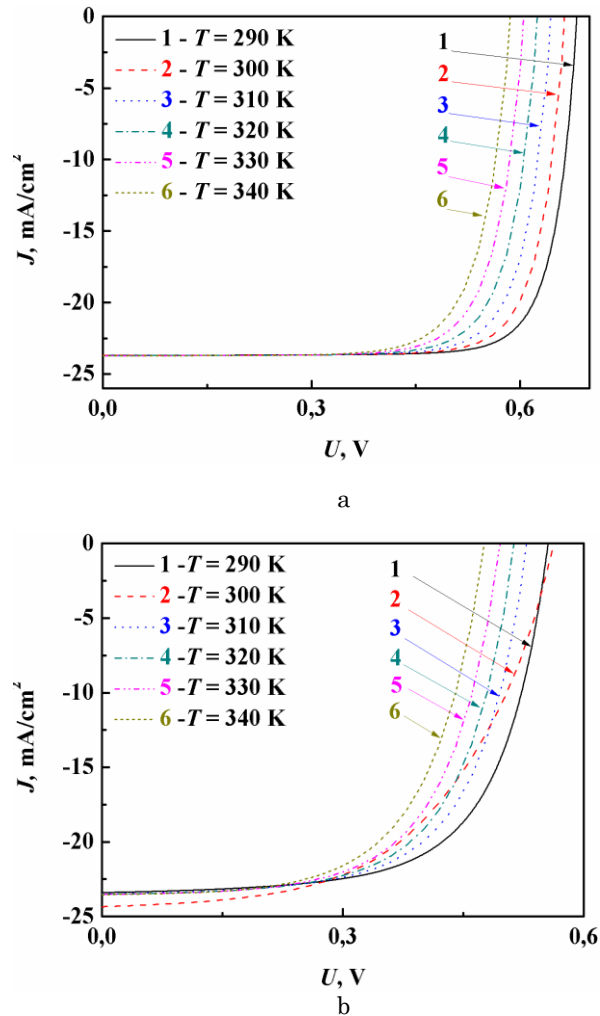 0
-5
-10
-15
-20
-25
J, mA/cm²
1 - T = 290 K
2 - T = 300 K
3 - T = 310 K
4 - T = 320 K
5 - T = 330 K
6 - T = 340 K
1
2
3
4
5
6
0,0 0,3 0,6
U, V
a
0
-5
-10
-15
-20
-25
J, mA/cm²
1 -T = 290 K
2 -T = 300 K
3 -T = 310 K
4 -T = 320 K
5 -T = 330 K
6 -T = 340 K
1
2
3
4
5
6
0,0 0,3 0,6
U, V
b